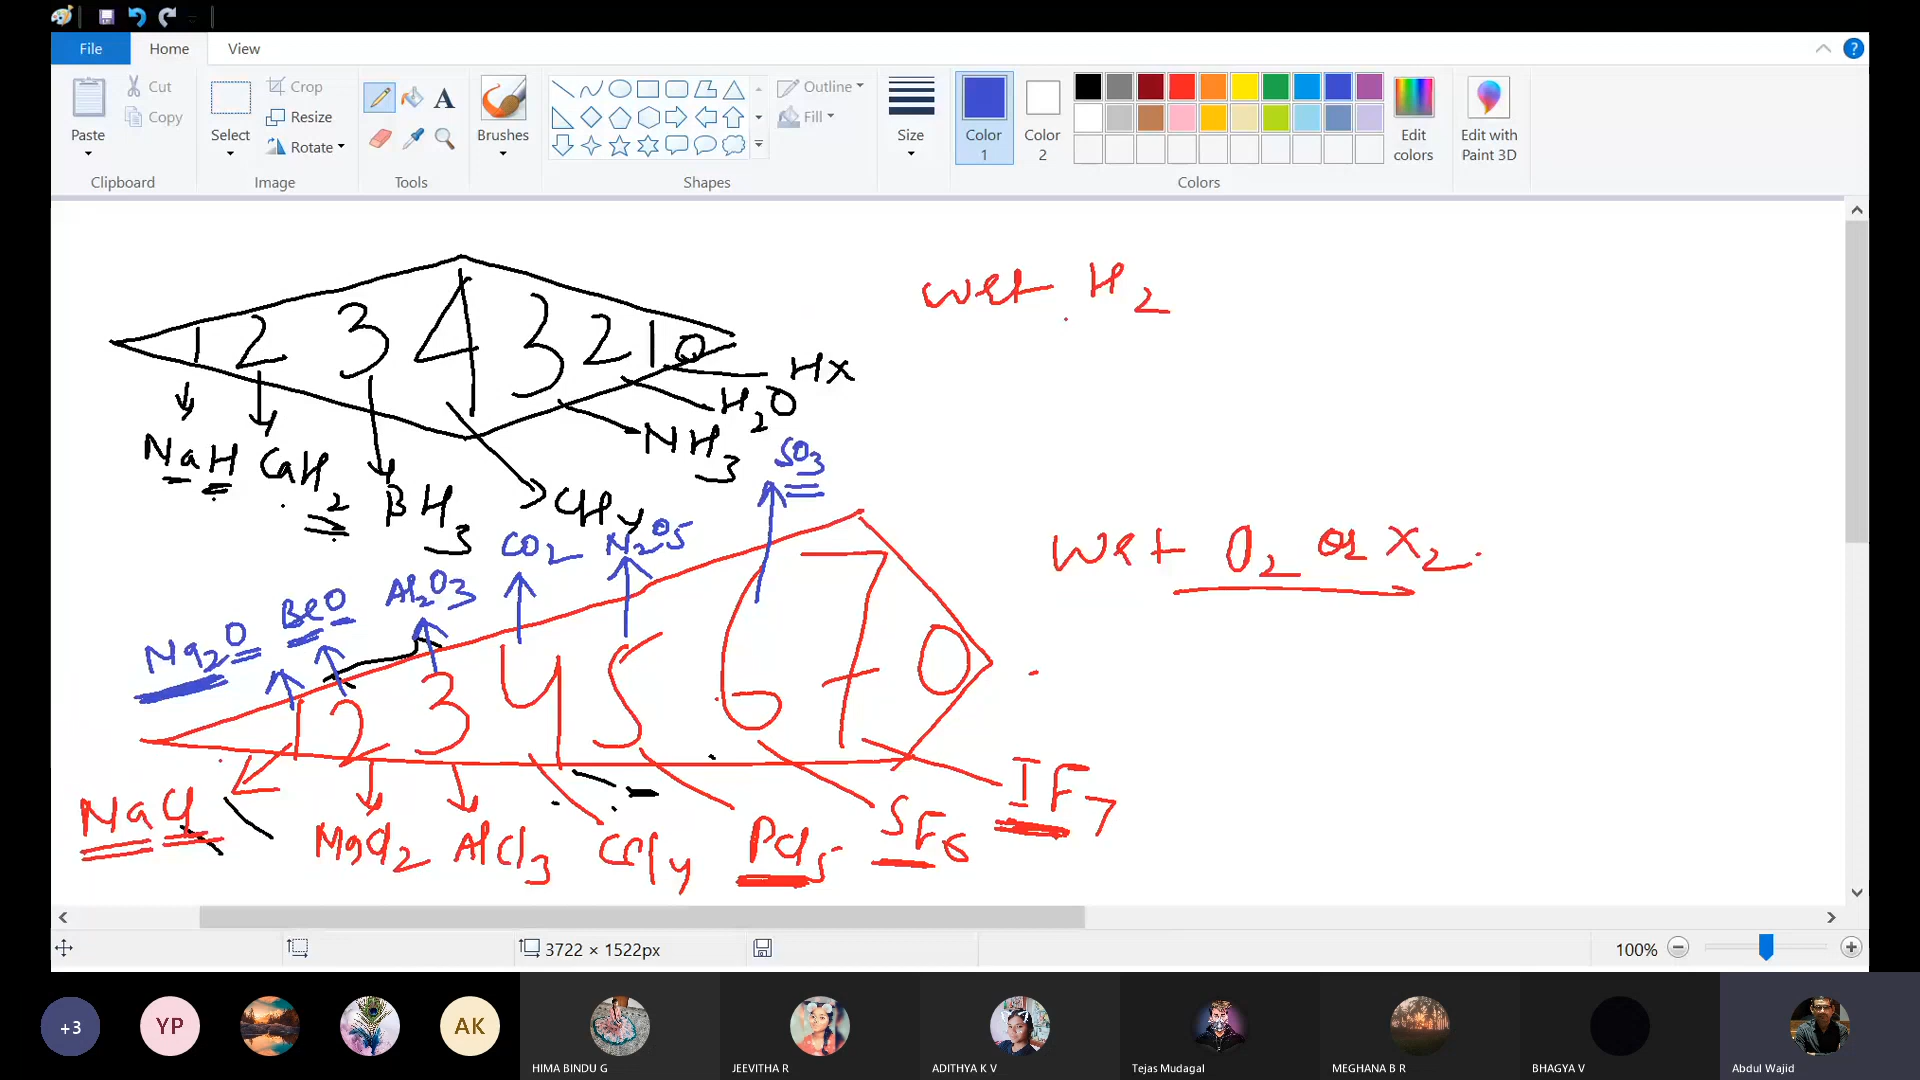 File Home View
Paste
Cut
Copy
Clipboard
Select
Crop
Resize
Rotate
Image
A
Tools
Brushes
Outline
Fill
Shapes
Size
Color 1
Color 2
Edit colors
Edit with Paint 3D
Colors
?
wrt H2
1 2 3 4 3 2 1 0
HX
H2O
NH3
NaH CaH2 BH3 CH4
wrt O2 or X2.
SO3
CO2 N2O5
Al2O3
BeO
Na2O
1 2 3 4 5 6 7 0
NaCl MgCl2 AlCl3 CCl4 PCl5 SF6 IF7
3722 × 1522px
100%
+3 YP AK
HIMA BINDU G
JEEVITHA R
ADITHYA K V
Tejas Mudagal
MEGHANA B R
BHAGYA V
Abdul Wajid